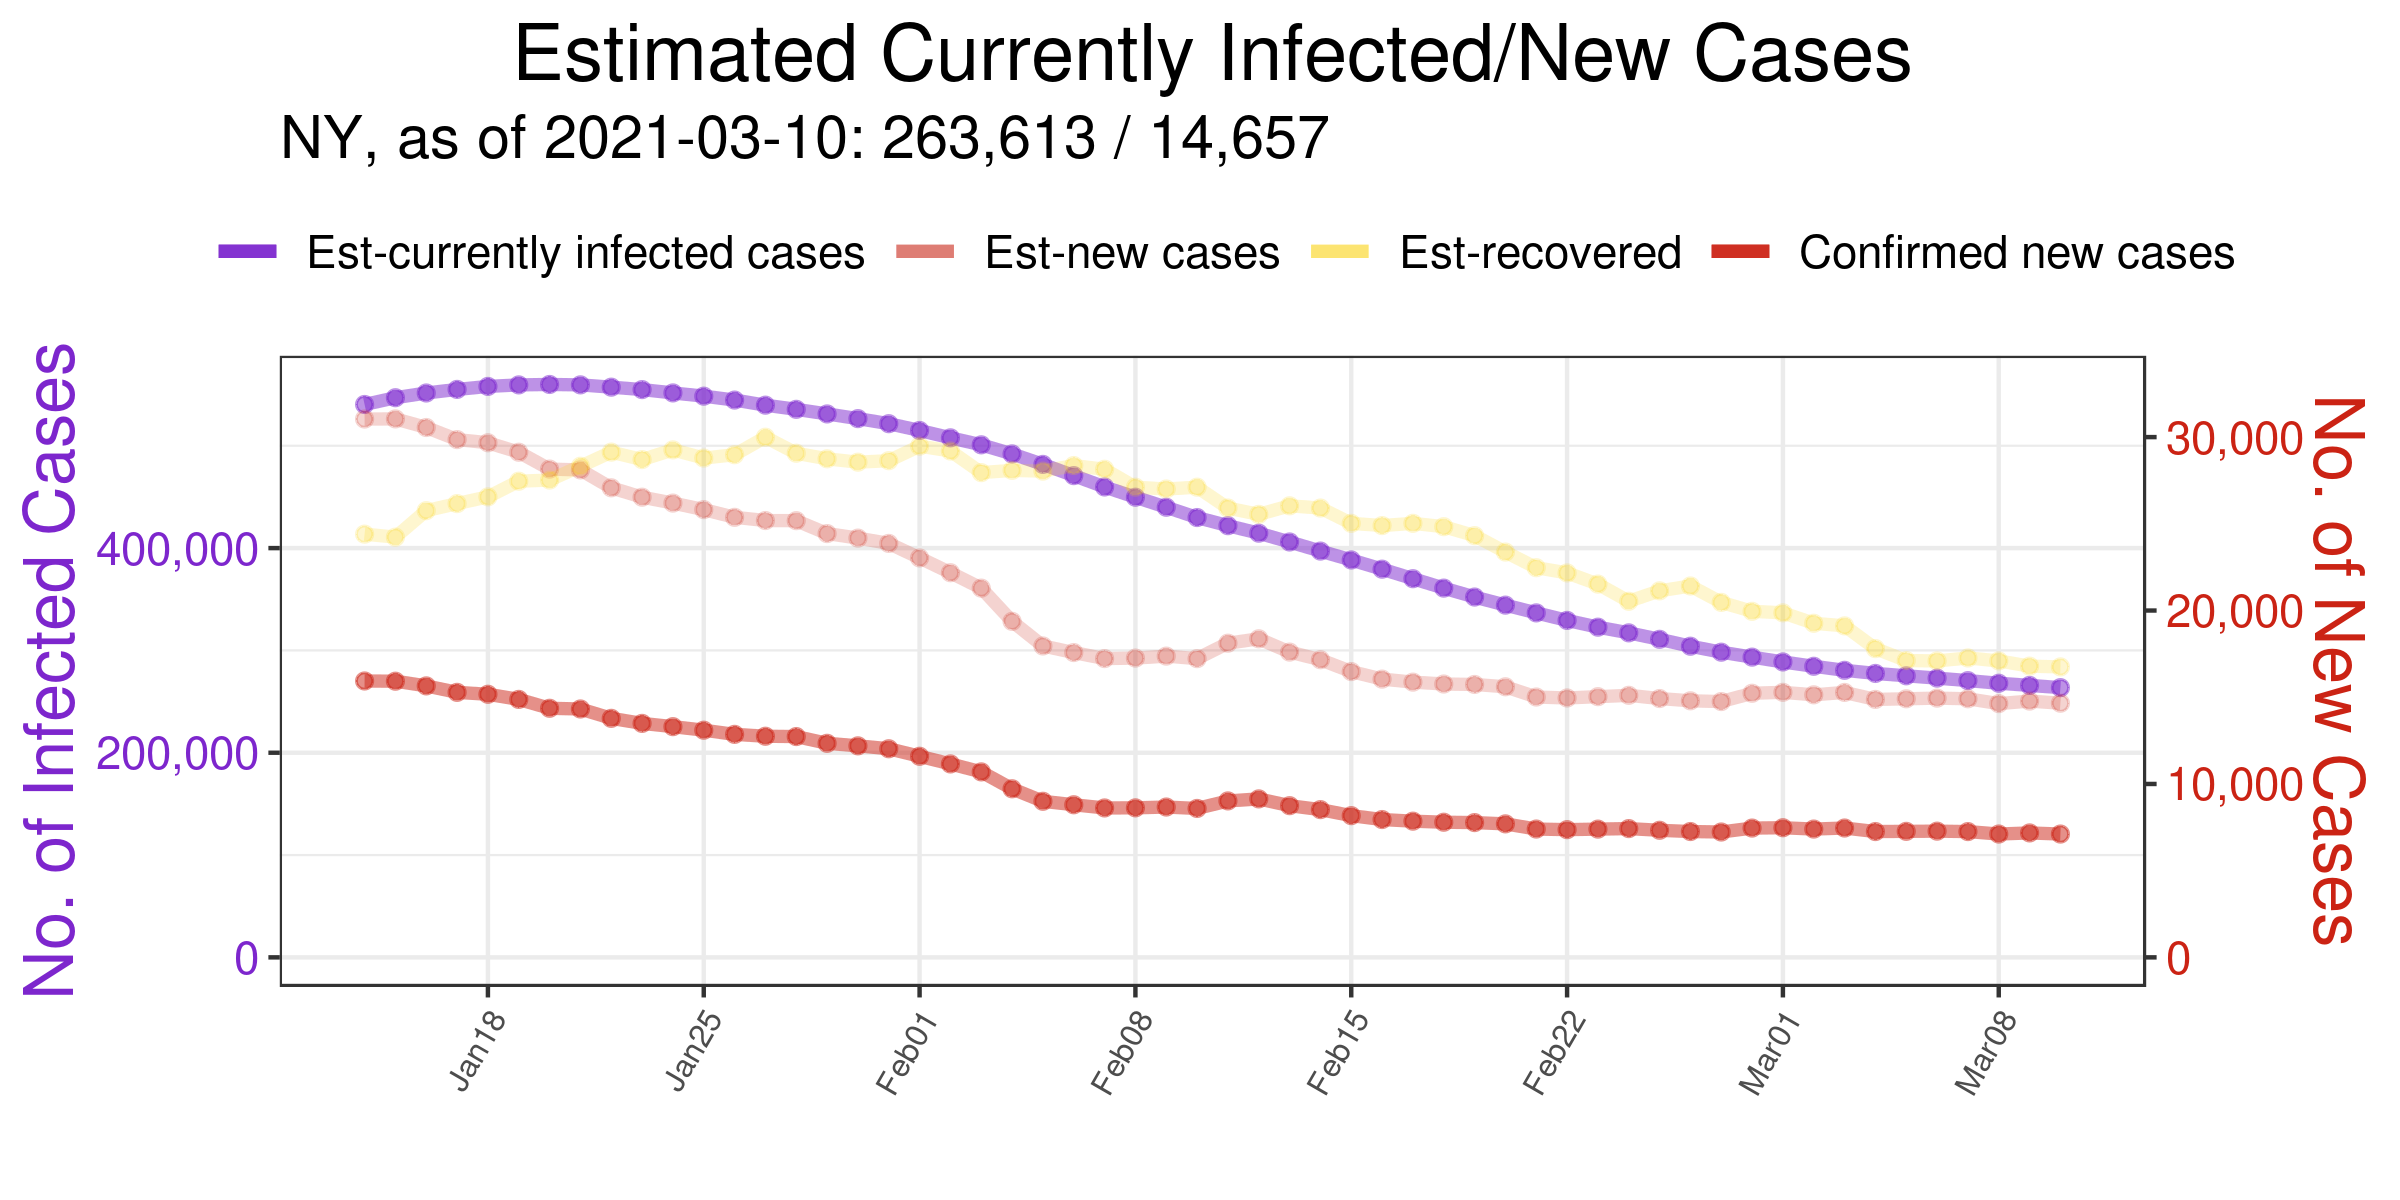 Estimated Currently Infected/New Cases
NY, as of 2021-03-10: 263,613 / 14,657
Est-currently infected cases Est-new cases Est-recovered Confirmed new cases
No. of Infected Cases
400,000
200,000
0
30,000
20,000
10,000
0
No. of New Cases
Jan18 Jan25 Feb01 Feb08 Feb15 Feb22 Mar01 Mar08